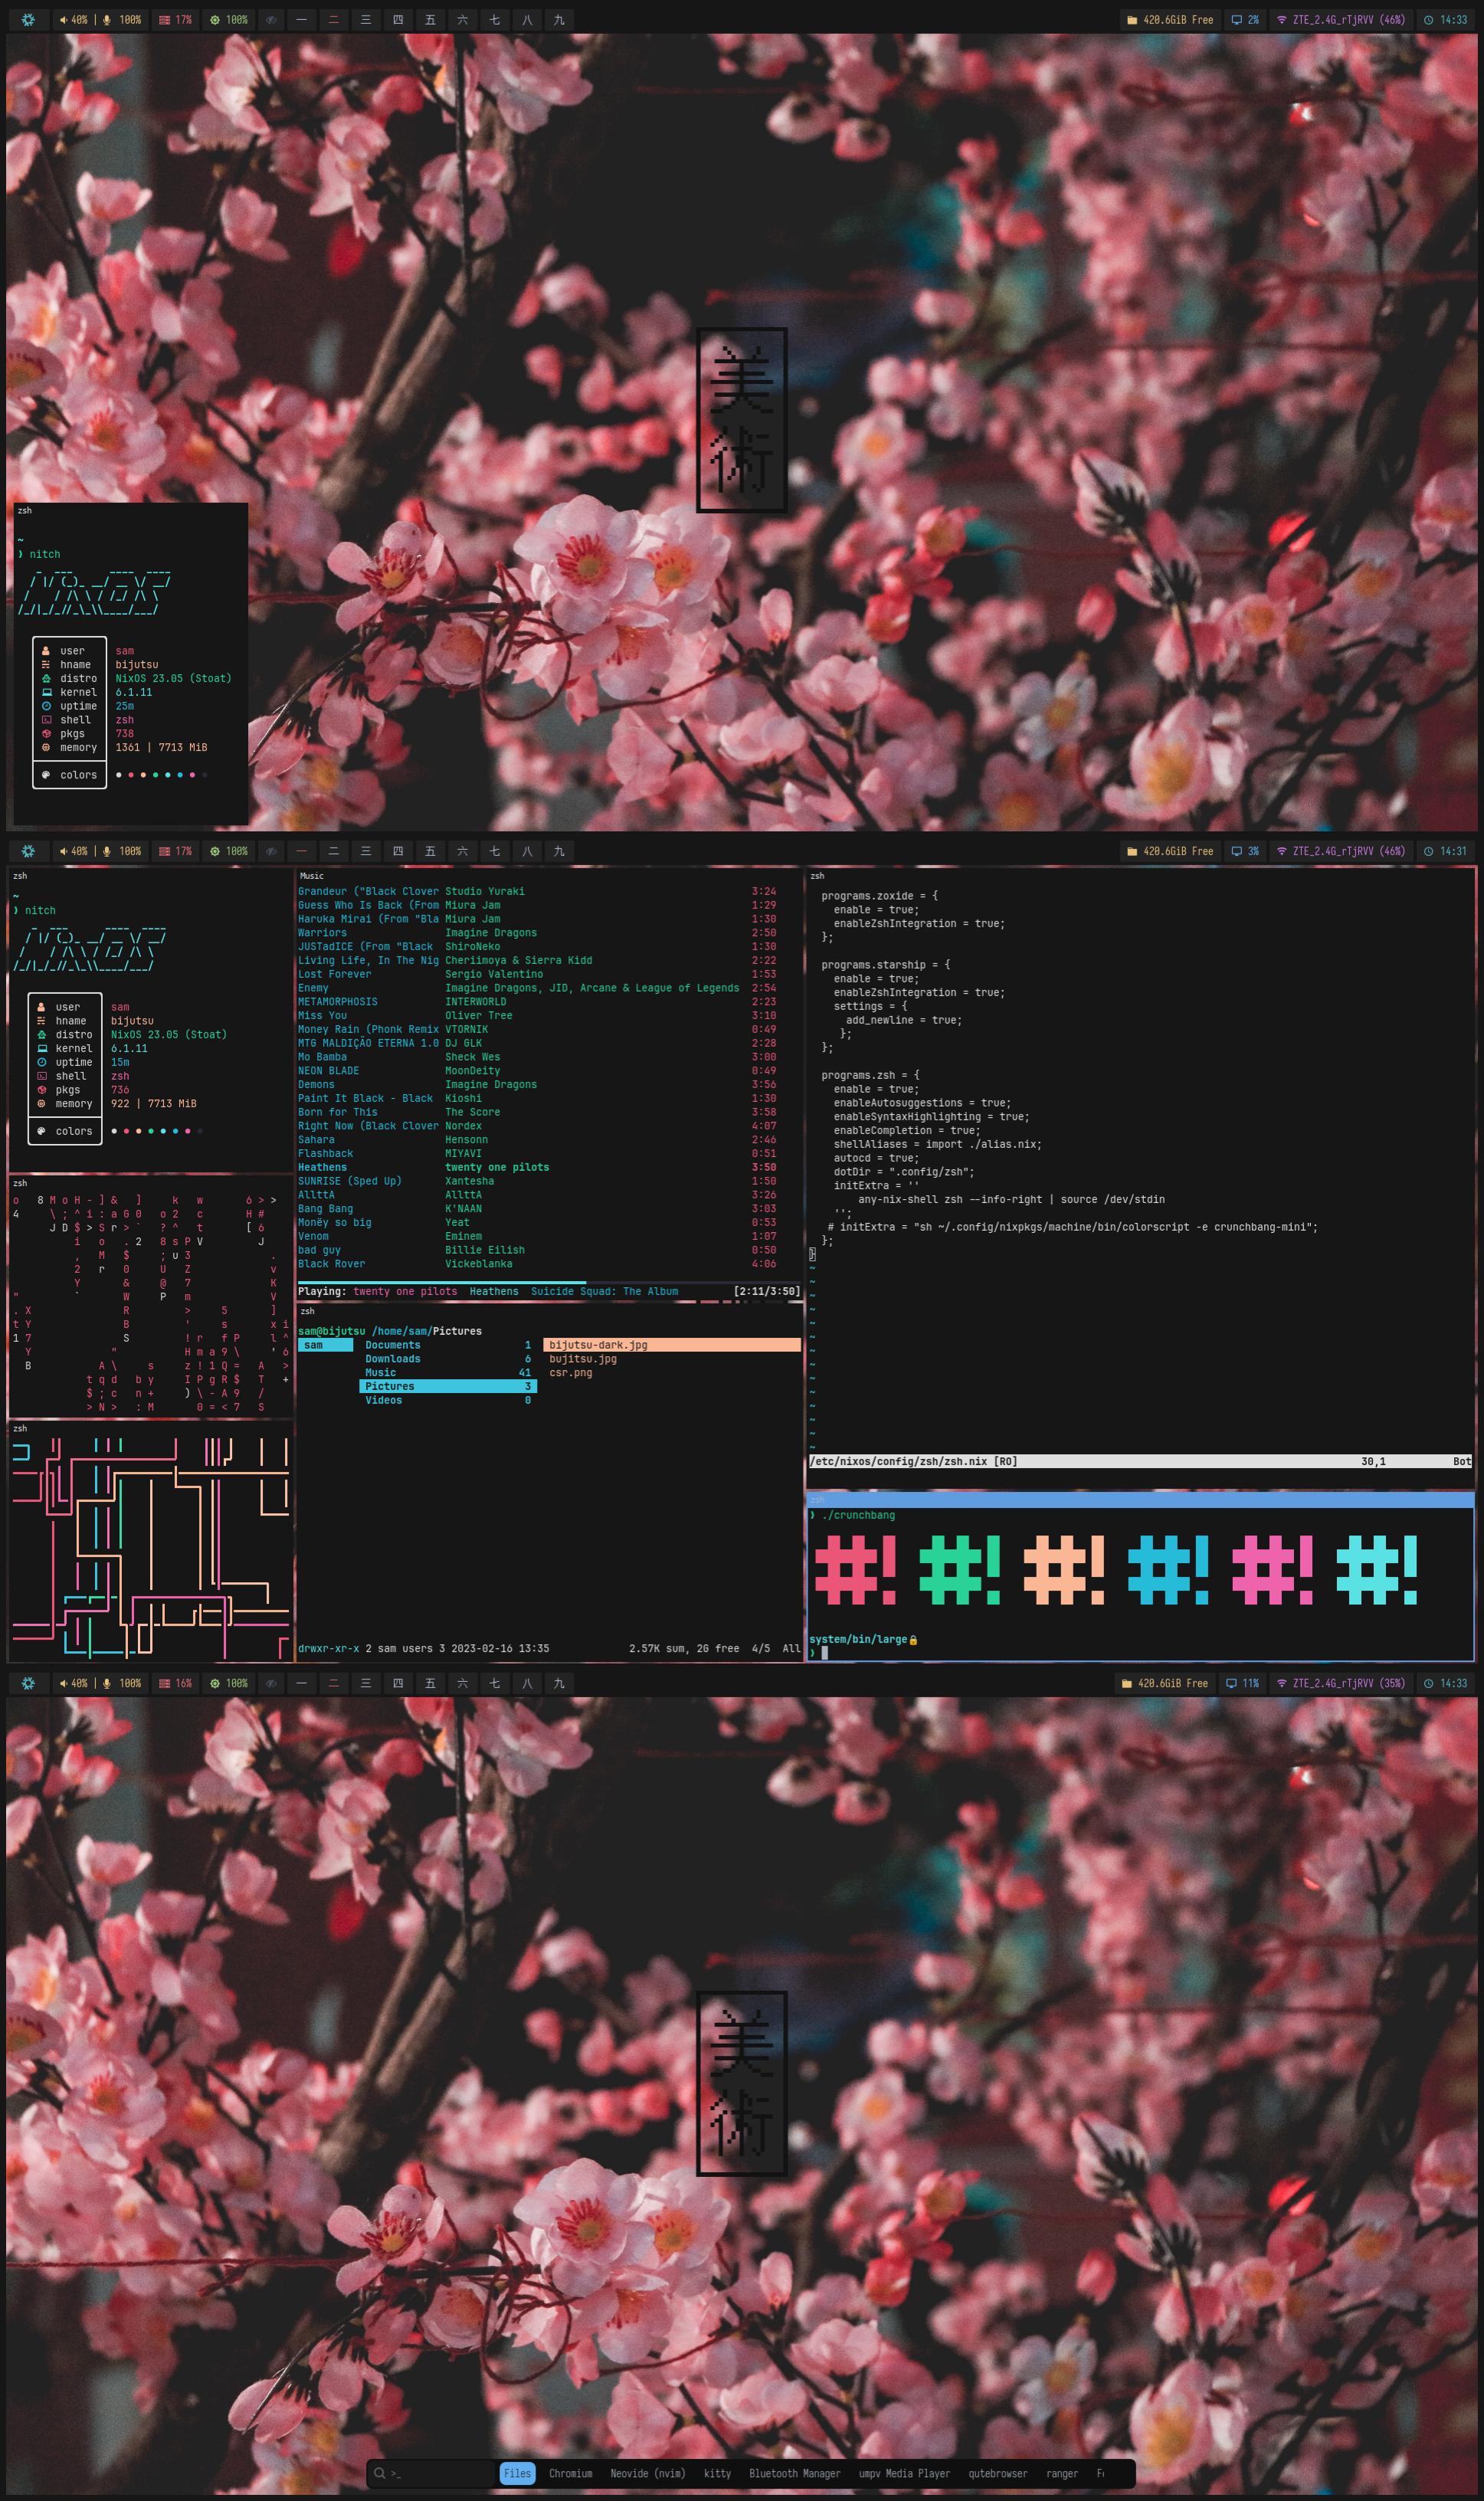 40% | 100% 17% 100% 一 二 三 四 五 六 七 八 九 420.6GiB Free 2% ZTE_2.4G_rTjRVV (46%) 14:33
美
術
zsh
~
❯ nitch
user sam
hname bijutsu
distro NixOS 23.05 (Stoat)
kernel 6.1.11
uptime 25m
shell zsh
pkgs 738
memory 1361 | 7713 MiB
colors
40% | 100% 17% 100% 一 二 三 四 五 六 七 八 九 420.6GiB Free 3% ZTE_2.4G_rTjRVV (46%) 14:31
zsh
~
❯ nitch
user sam
hname bijutsu
distro NixOS 23.05 (Stoat)
kernel 6.1.11
uptime 15m
shell zsh
pkgs 736
memory 922 | 7713 MiB
colors
zsh
zsh
Music
Grandeur ("Black Clover Studio Yuraki 3:24
Guess Who Is Back (From Miura Jam 1:29
Haruka Mirai (From "Bla Miura Jam 1:30
Warriors Imagine Dragons 2:50
JUSTadICE (From "Black ShiroNeko 1:30
Living Life, In The Nig Cheriimoya & Sierra Kidd 2:22
Lost Forever Sergio Valentino 1:53
Enemy Imagine Dragons, JID, Arcane & League of Legends 2:54
METAMORPHOSIS INTERWORLD 2:23
Miss You Oliver Tree 3:10
Money Rain (Phonk Remix VTORNIK 0:49
MTG MALDIÇÃO ETERNA 1.0 DJ GLK 2:28
Mo Bamba Sheck Wes 3:00
NEON BLADE MoonDeity 0:49
Demons Imagine Dragons 3:56
Paint It Black - Black Kioshi 1:30
Born for This The Score 3:58
Right Now (Black Clover Nordex 4:07
Sahara Hensonn 2:46
Flashback MIYAVI 0:51
Heathens twenty one pilots 3:50
SUNRISE (Sped Up) Xantesha 1:50
AllttA AllttA 3:26
Bang Bang K'NAAN 3:03
Monëy so big Yeat 0:53
Venom Eminem 1:07
bad guy Billie Eilish 0:50
Black Rover Vickeblanka 4:06
Playing: twenty one pilots Heathens Suicide Squad: The Album [2:11/3:50]
zsh
sam@bijutsu /home/sam/Pictures
sam Documents 1 bijutsu-dark.jpg
Downloads 6 bujitsu.jpg
Music 41 csr.png
Pictures 3
Videos 0
drwxr-xr-x 2 sam users 3 2023-02-16 13:35 2.57K sum, 2G free 4/5 All
zsh
programs.zoxide = {
enable = true;
enableZshIntegration = true;
};
programs.starship = {
enable = true;
enableZshIntegration = true;
settings = {
add_newline = true;
};
};
programs.zsh = {
enable = true;
enableAutosuggestions = true;
enableSyntaxHighlighting = true;
enableCompletion = true;
shellAliases = import ./alias.nix;
autocd = true;
dotDir = ".config/zsh";
initExtra = ''
any-nix-shell zsh --info-right | source /dev/stdin
'';
# initExtra = "sh ~/.config/nixpkgs/machine/bin/colorscript -e crunchbang-mini";
};
}
/etc/nixos/config/zsh/zsh.nix [RO] 30,1 Bot
zsh
❯ ./crunchbang
#! #! #! #! #! #!
system/bin/large
❯
40% | 100% 16% 100% 一 二 三 四 五 六 七 八 九 420.6GiB Free 11% ZTE_2.4G_rTjRVV (35%) 14:33
美
術
>_ Files Chromium Neovide (nvim) kitty Bluetooth Manager umpv Media Player qutebrowser ranger